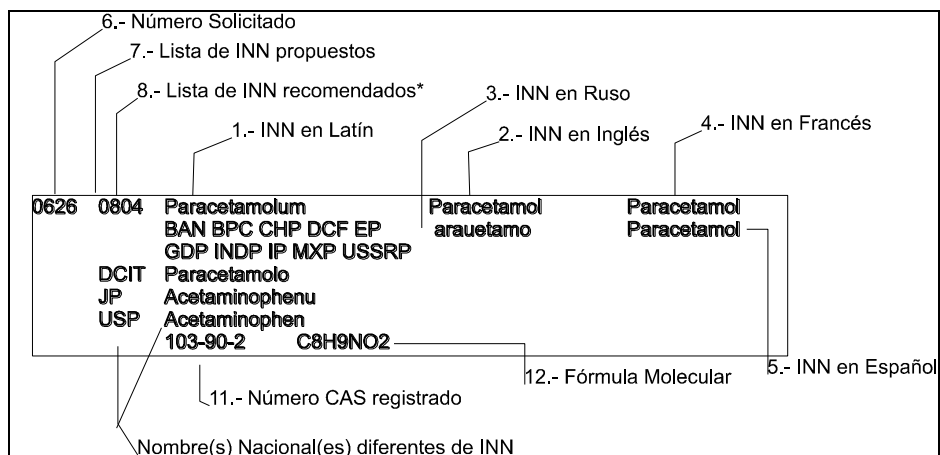 6.- Número Solicitado
7.- Lista de INN propuestos
8.- Lista de INN recomendados*
3.- INN en Ruso
1.- INN en Latín
2.- INN en Inglés
4.- INN en Francés
0626 0804 Paracetamolum Paracetamol Paracetamol
BAN BPC CHP DCF EP arauetamo Paracetamol
GDP INDP IP MXP USSRP
DCIT Paracetamolo
JP Acetaminophenu
USP Acetaminophen
103-90-2 C8H9NO2
5.- INN en Español
12.- Fórmula Molecular
11.- Número CAS registrado
Nombre(s) Nacional(es) diferentes de INN